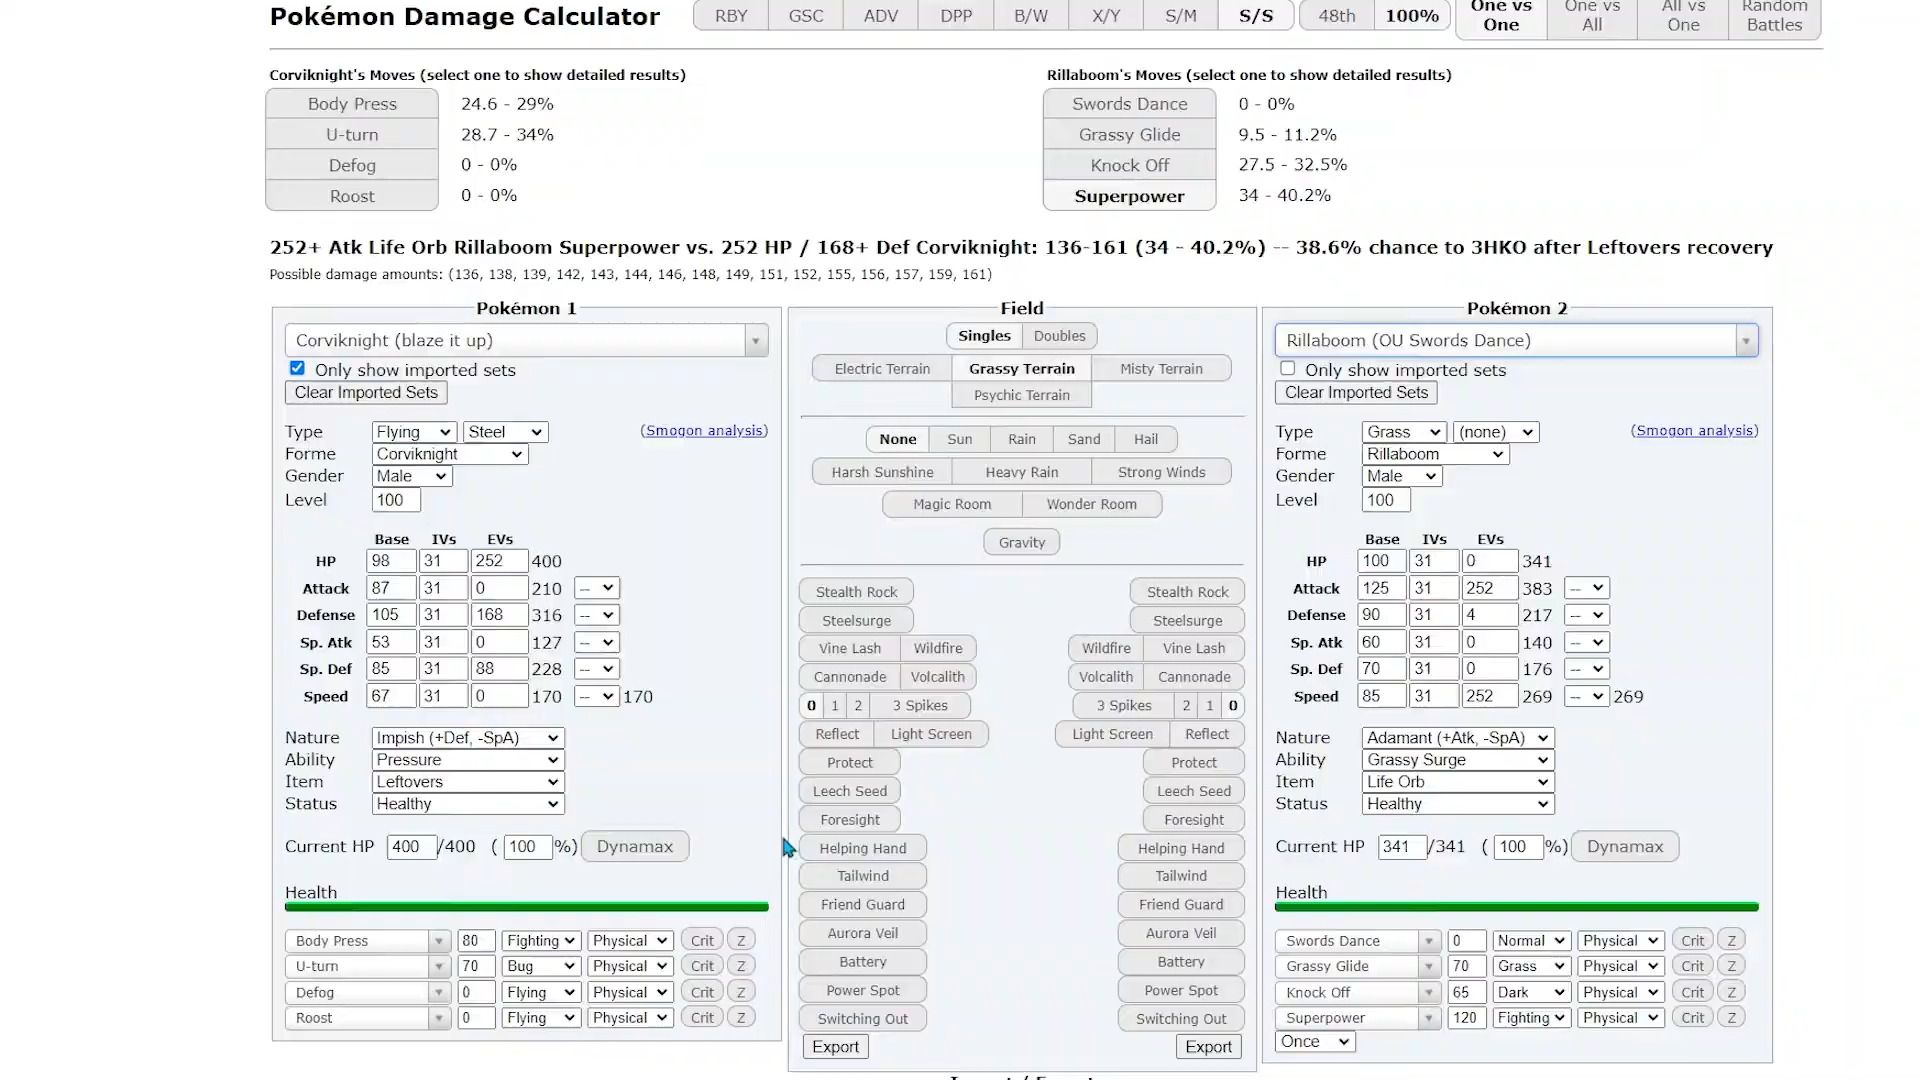 Pokémon Damage Calculator
RBY GSC ADV DPP B/W X/Y S/M S/S 48th 100% One vs One One vs All All vs One Random Battles
Corviknight's Moves (select one to show detailed results)
Body Press 24.6 - 29%
U-turn 28.7 - 34%
Defog 0 - 0%
Roost 0 - 0%
Rillaboom's Moves (select one to show detailed results)
Swords Dance 0 - 0%
Grassy Glide 9.5 - 11.2%
Knock Off 27.5 - 32.5%
Superpower 34 - 40.2%
252+ Atk Life Orb Rillaboom Superpower vs. 252 HP / 168+ Def Corviknight: 136-161 (34 - 40.2%) -- 38.6% chance to 3HKO after Leftovers recovery
Possible damage amounts: (136, 138, 139, 142, 143, 144, 146, 148, 149, 151, 152, 155, 156, 157, 159, 161)
Pokémon 1
Corviknight (blaze it up)
Only show imported sets
Clear Imported Sets
Type Flying Steel (Smogon analysis)
Forme Corviknight
Gender Male
Level 100
Base IVs EVs
HP 98 31 252 400
Attack 87 31 0 210 --
Defense 105 31 168 316 --
Sp. Atk 53 31 0 127 --
Sp. Def 85 31 88 228 --
Speed 67 31 0 170 -- 170
Nature Impish (+Def, -SpA)
Ability Pressure
Item Leftovers
Status Healthy
Current HP 400 /400 ( 100 %) Dynamax
Health
Body Press 80 Fighting Physical Crit Z
U-turn 70 Bug Physical Crit Z
Defog 0 Flying Physical Crit Z
Roost 0 Flying Physical Crit Z
Field
Singles Doubles
Electric Terrain Grassy Terrain Misty Terrain
Psychic Terrain
None Sun Rain Sand Hail
Harsh Sunshine Heavy Rain Strong Winds
Magic Room Wonder Room
Gravity
Stealth Rock Stealth Rock
Steelsurge Steelsurge
Vine Lash Wildfire Wildfire Vine Lash
Cannonade Volcalith Volcalith Cannonade
0 1 2 3 Spikes 3 Spikes 2 1 0
Reflect Light Screen Light Screen Reflect
Protect Protect
Leech Seed Leech Seed
Foresight Foresight
Helping Hand Helping Hand
Tailwind Tailwind
Friend Guard Friend Guard
Aurora Veil Aurora Veil
Battery Battery
Power Spot Power Spot
Switching Out Switching Out
Export Export
Pokémon 2
Rillaboom (OU Swords Dance)
Only show imported sets
Clear Imported Sets
Type Grass (none) (Smogon analysis)
Forme Rillaboom
Gender Male
Level 100
Base IVs EVs
HP 100 31 0 341
Attack 125 31 252 383 --
Defense 90 31 4 217 --
Sp. Atk 60 31 0 140 --
Sp. Def 70 31 0 176 --
Speed 85 31 252 269 -- 269
Nature Adamant (+Atk, -SpA)
Ability Grassy Surge
Item Life Orb
Status Healthy
Current HP 341 /341 ( 100 %) Dynamax
Health
Swords Dance 0 Normal Physical Crit Z
Grassy Glide 70 Grass Physical Crit Z
Knock Off 65 Dark Physical Crit Z
Superpower 120 Fighting Physical Crit Z
Once